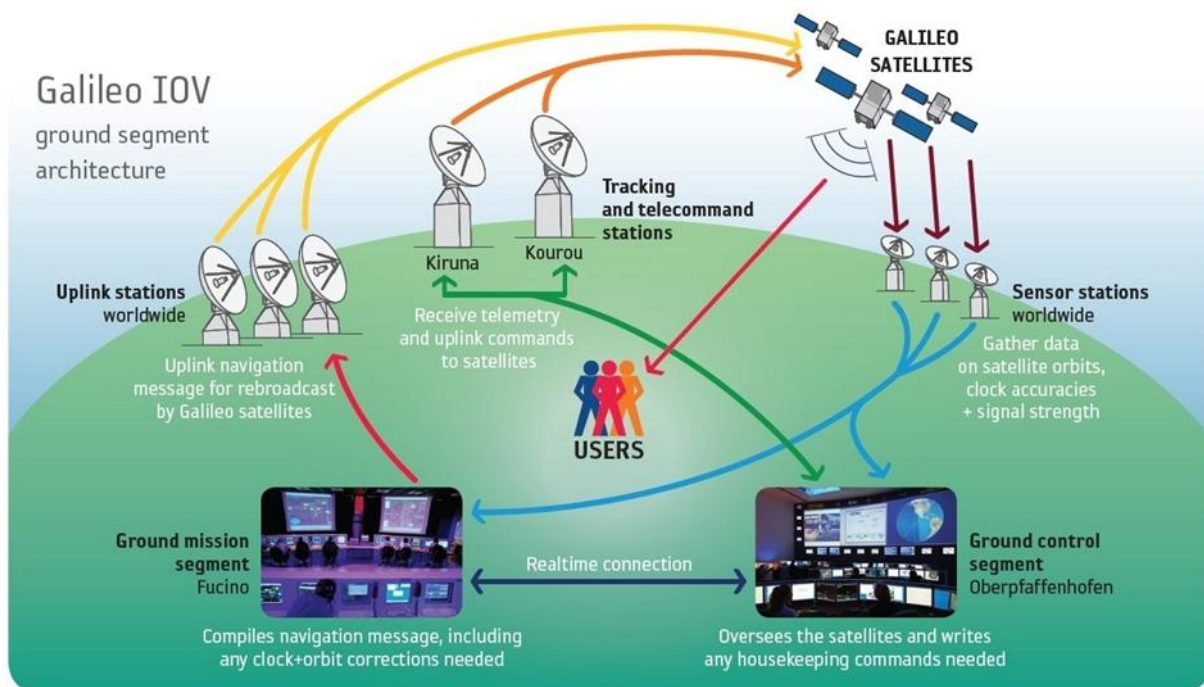 Galileo IOV
ground segment
architecture
GALILEO
SATELLITES
Tracking
and telecommand
stations
Kiruna
Kourou
Receive telemetry
and uplink commands
to satellites
Uplink stations
worldwide
Uplink navigation
message for rebroadcast
by Galileo satellites
Sensor stations
worldwide
Gather data
on satellite orbits,
clock accuracies
+ signal strength
USERS
Ground mission
segment
Fucino
Realtime connection
Ground control
segment
Oberpfaffenhofen
Compiles navigation message, including
any clock+orbit corrections needed
Oversees the satellites and writes
any housekeeping commands needed